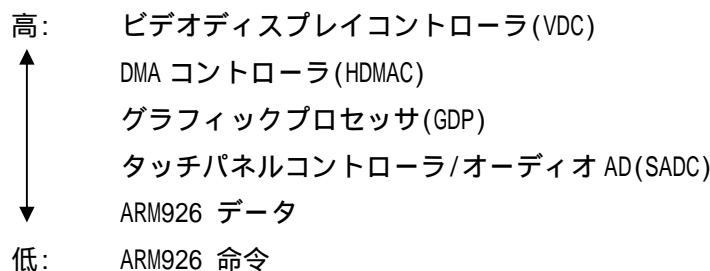 高: ビデオディスプレイコントローラ(VDC)
DMA コントローラ(HDMAC)
グラフィックプロセッサ(GDP)
タッチパネルコントローラ/オーディオ AD(SADC)
ARM926 データ
低: ARM926 命令